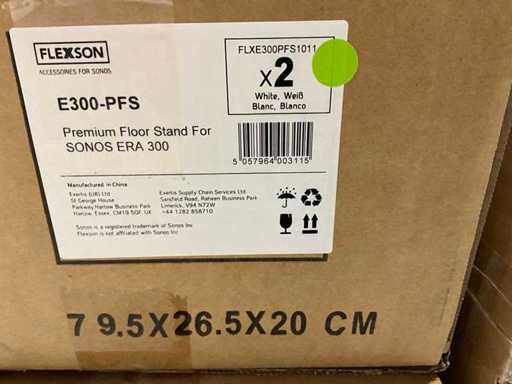 FLEXSON
ACCESSORIES FOR SONOS
FLXE300PFS1011
x2
White, Weiß
Blanc, Blanco
E300-PFS
Premium Floor Stand For
SONOS ERA 300
5 057964 003115
Manufactured in China
Exertis (UK) Ltd
St George House
Parkway, Harlow Business Park
Harlow, Essex, CM19 5QF, UK
Exertis Supply Chain Services Ltd
Sarsfield Road, Raheen Business Park
Limerick, V94 N72W
+44 1282 858710
Sonos is a registered trademark of Sonos Inc
Flexson is not affiliated with Sonos Inc
7 9.5X26.5X20 CM